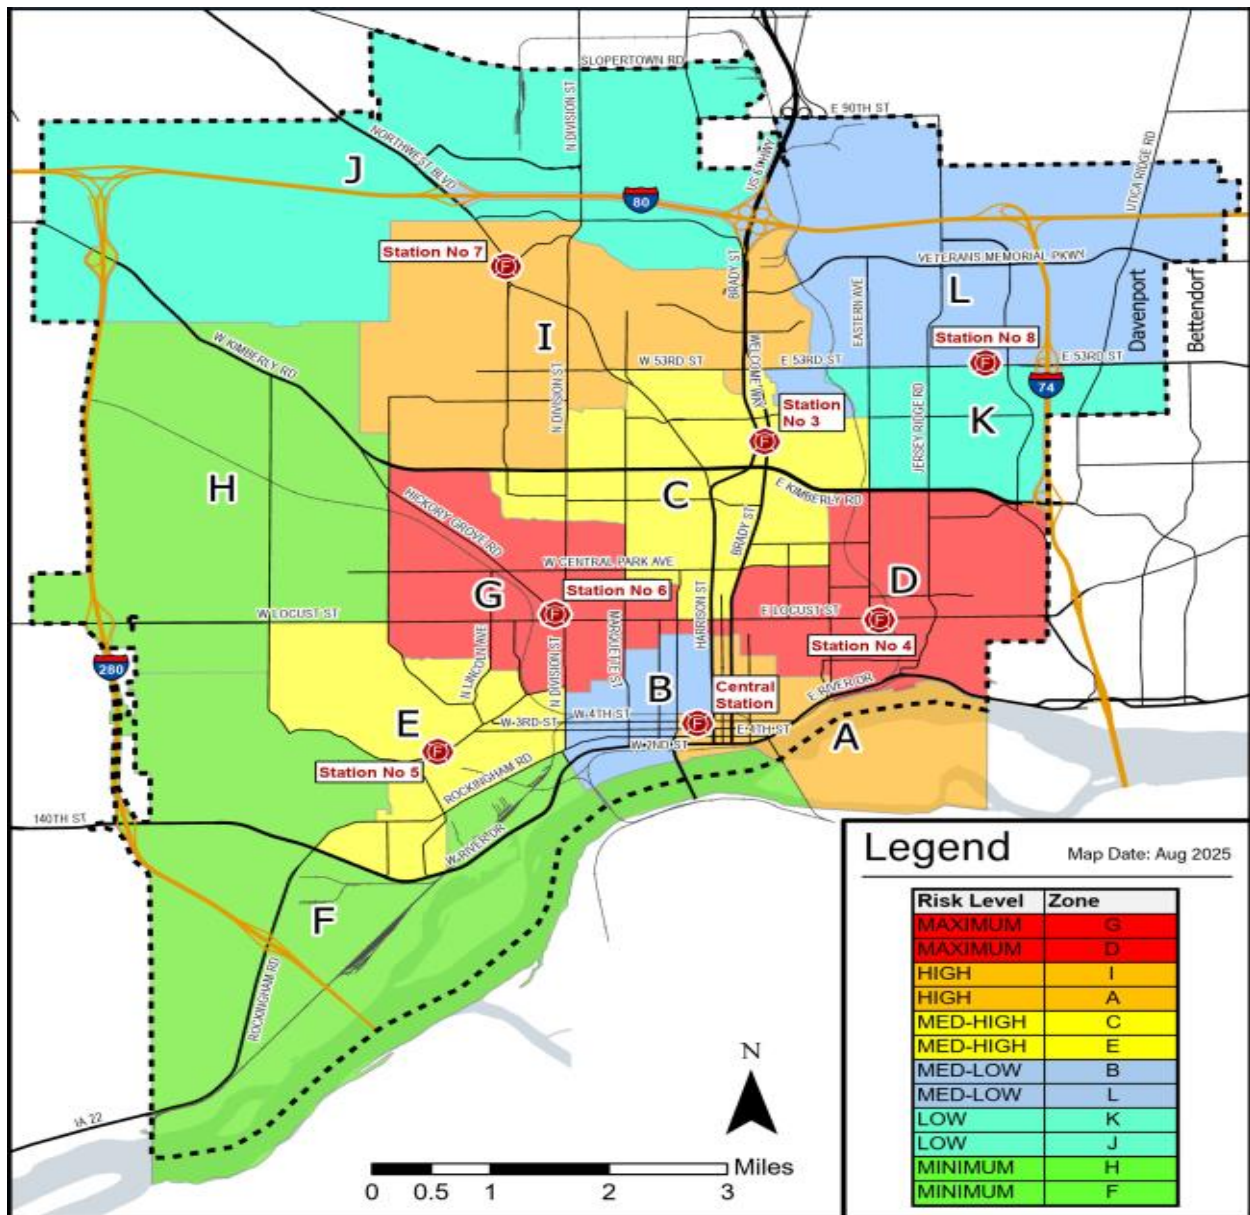 SLOPERTOWN RD
N DIVISION ST
E 90TH ST
NORTHWEST BLVD
US 61 HWY
UTICA RIDGE RD
J
80
Station No 7
BRADY ST
VETERANS MEMORIAL PKWY
EASTERN AVE
L
Davenport
Bettendorf
I
W KIMBERLY RD
W 53RD ST
WELCOME WAY
E 53RD ST
Station No 8
E 53RD ST
74
N DIVISION ST
Station
No 3
JERSEY RIDGE RD
K
H
HICKORY GROVE RD
C
E KIMBERLY RD
BRADY ST
W CENTRAL PARK AVE
D
G
Station No 6
HARRISON ST
W LOCUST ST
E LOCUST ST
MARQUETTE ST
Station No 4
280
N LINCOLN AVE
N DIVISION ST
B
Central
Station
E RIVER DR
E
W 3RD ST
W 4TH ST
E 4TH ST
A
W 2ND ST
Station No 5
ROCKINGHAM RD
140TH ST
W RIVER DR
F
ROCKINGHAM RD
IA 22
N
0 0.5 1 2 3 Miles
Legend Map Date: Aug 2025
Risk Level Zone
MAXIMUM G
MAXIMUM D
HIGH I
HIGH A
MED-HIGH C
MED-HIGH E
MED-LOW B
MED-LOW L
LOW K
LOW J
MINIMUM H
MINIMUM F